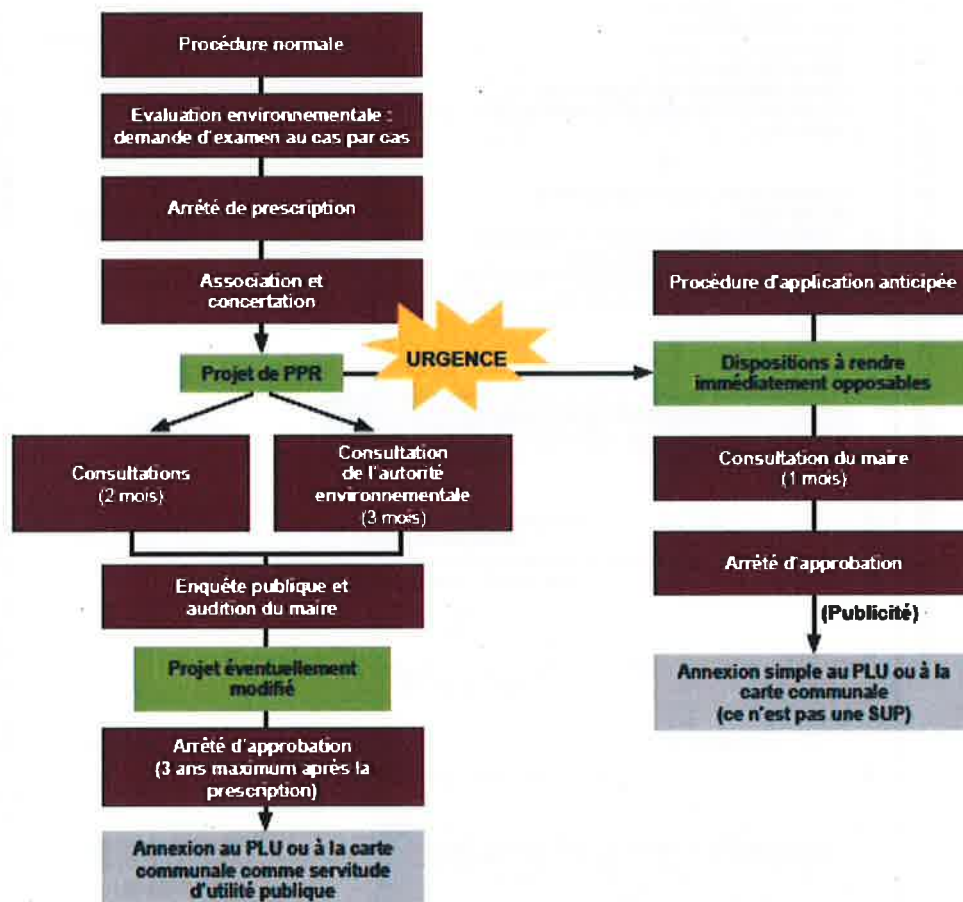 Procédure normale
Evaluation environnementale :
demande d'examen au cas par cas
Arrêté de prescription
Association et
concertation
URGENCE
Projet de PPR
Consultations
(2 mois)
Consultation
de l'autorité
environnementale
(3 mois)
Enquête publique et
audition du maire
Projet éventuellement
modifié
Arrêté d'approbation
(3 ans maximum après la
prescription)
Annexion au PLU ou à la carte
communale comme servitude
d'utilité publique
Procédure d'application anticipée
Dispositions à rendre
immédiatement opposables
Consultation du maire
(1 mois)
Arrêté d'approbation
(Publicité)
Annexion simple au PLU ou à la
carte communale
(ce n'est pas une SUP)